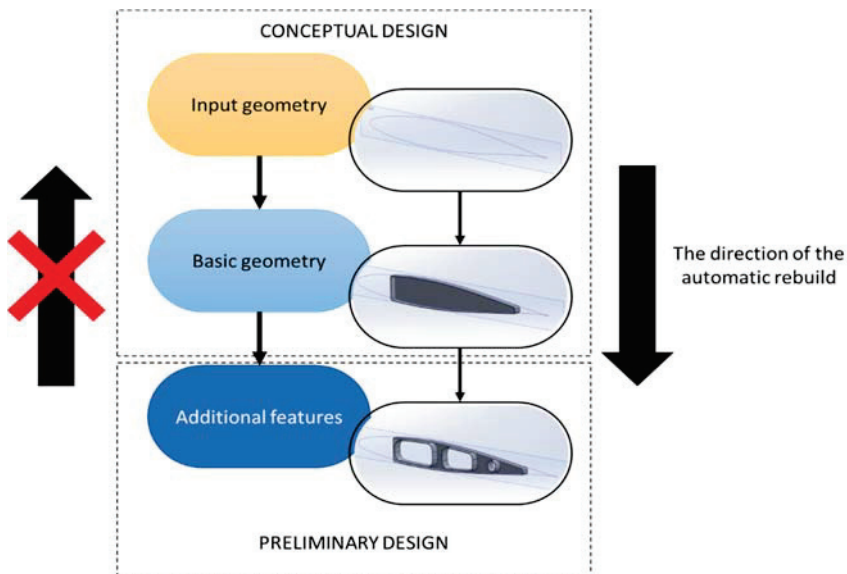 CONCEPTUAL DESIGN
Input geometry
Basic geometry
The direction of the
automatic rebuild
Additional features
PRELIMINARY DESIGN